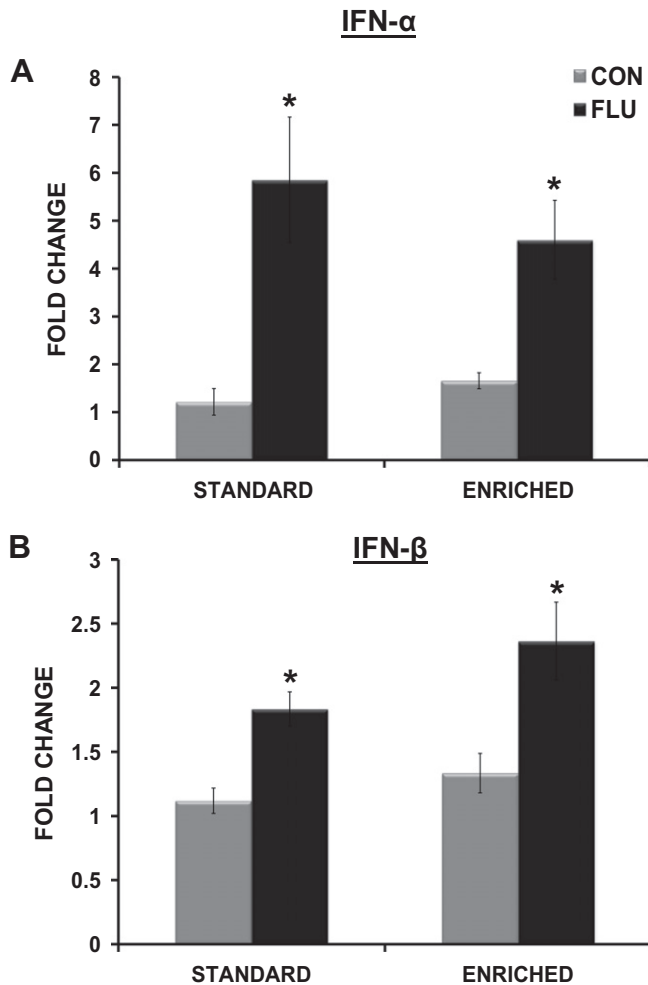 IFN-α
A
CON
FLU
8
7
6
5
4
3
2
1
0
FOLD CHANGE
*
*
STANDARD ENRICHED
B
IFN-β
3
2.5
2
1.5
1
0.5
0
FOLD CHANGE
*
*
STANDARD ENRICHED